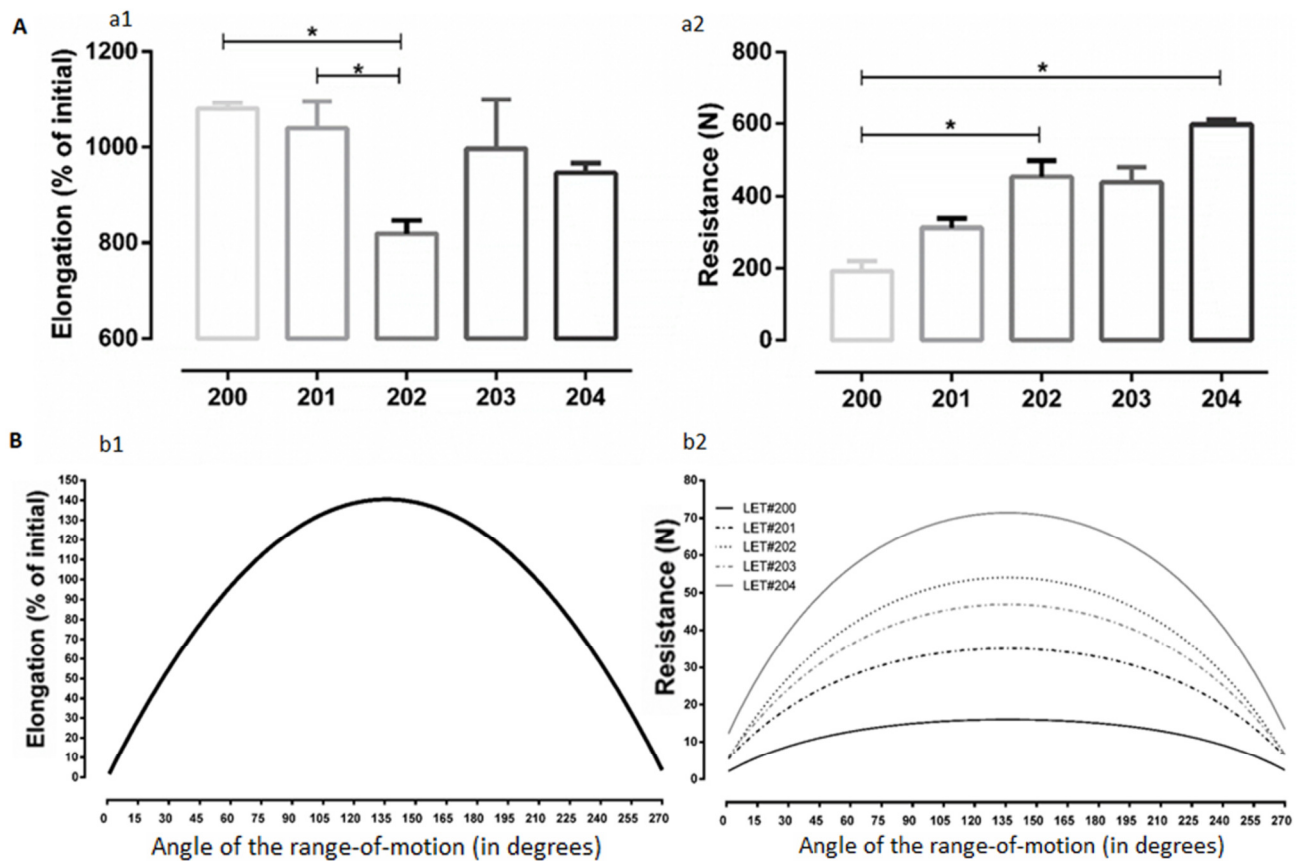 A
a1
Elongation (% of initial)
1200
1000
800
600
*
*
200 201 202 203 204
a2
Resistance (N)
800
600
400
200
0
*
*
200 201 202 203 204
B
b1
Elongation (% of initial)
150
140
130
120
110
100
90
80
70
60
50
40
30
20
10
0
0 15 30 45 60 75 90 105 120 135 150 165 180 195 210 225 240 255 270
Angle of the range-of-motion (in degrees)
b2
Resistance (N)
80
70
60
50
40
30
20
10
0
LET#200
LET#201
LET#202
LET#203
LET#204
0 15 30 45 60 75 90 105 120 135 150 165 180 195 210 225 240 255 270
Angle of the range-of-motion (in degrees)